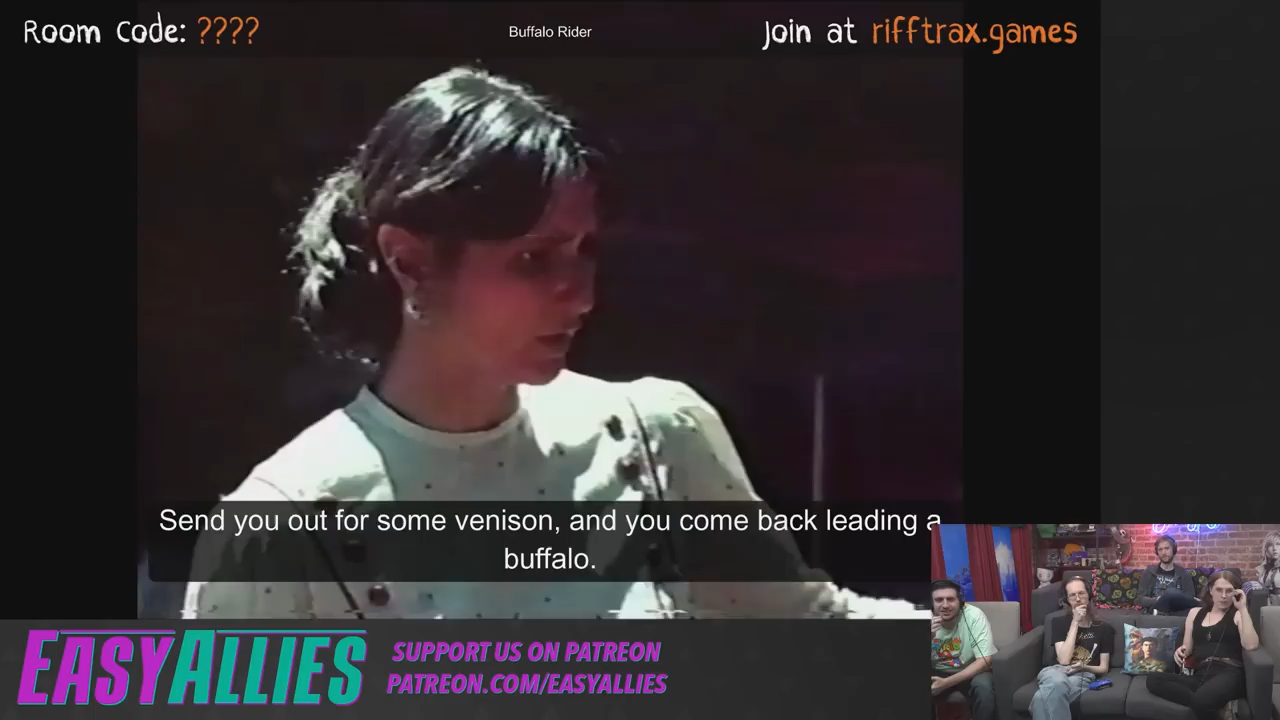 Room Code: ????
Buffalo Rider
Join at rifftrax.games
Send you out for some venison, and you come back leading a
buffalo.
EASYALLIES
SUPPORT US ON PATREON
PATREON.COM/EASYALLIES